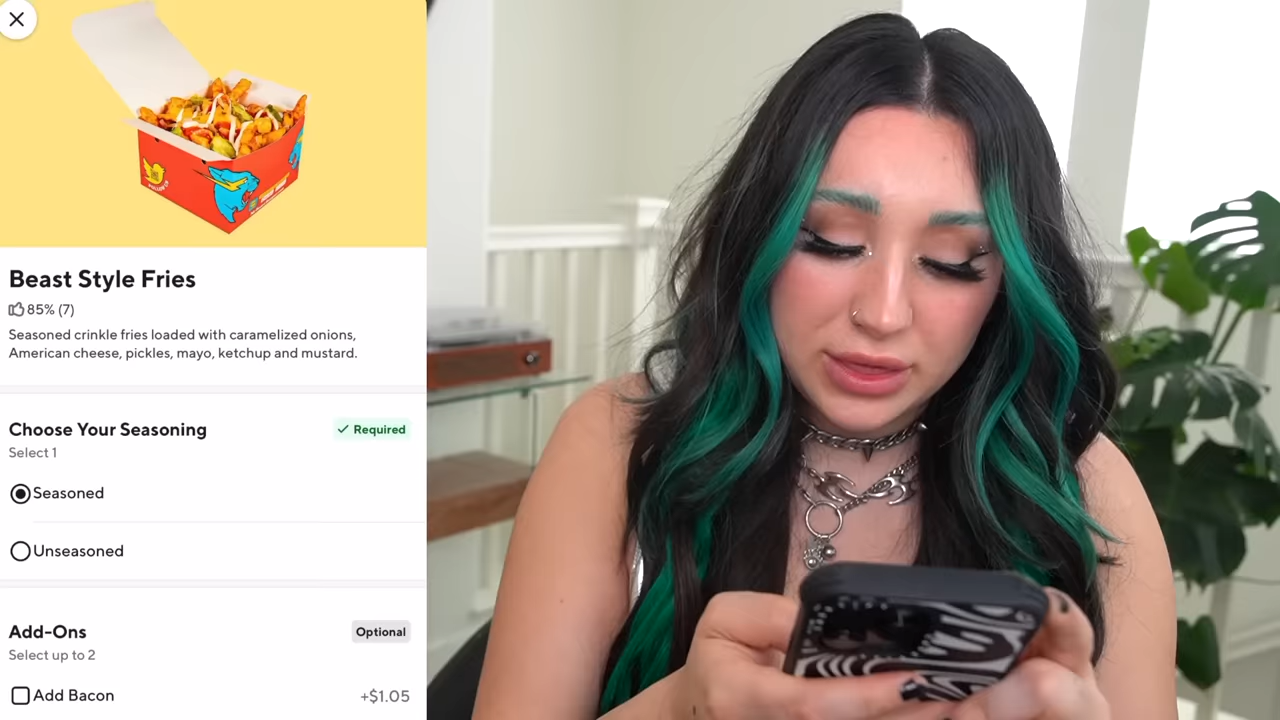 Beast Style Fries
85% (7)
Seasoned crinkle fries loaded with caramelized onions,
American cheese, pickles, mayo, ketchup and mustard.
Choose Your Seasoning
Required
Select 1
Seasoned
Unseasoned
Add-Ons
Optional
Select up to 2
Add Bacon
+$1.05